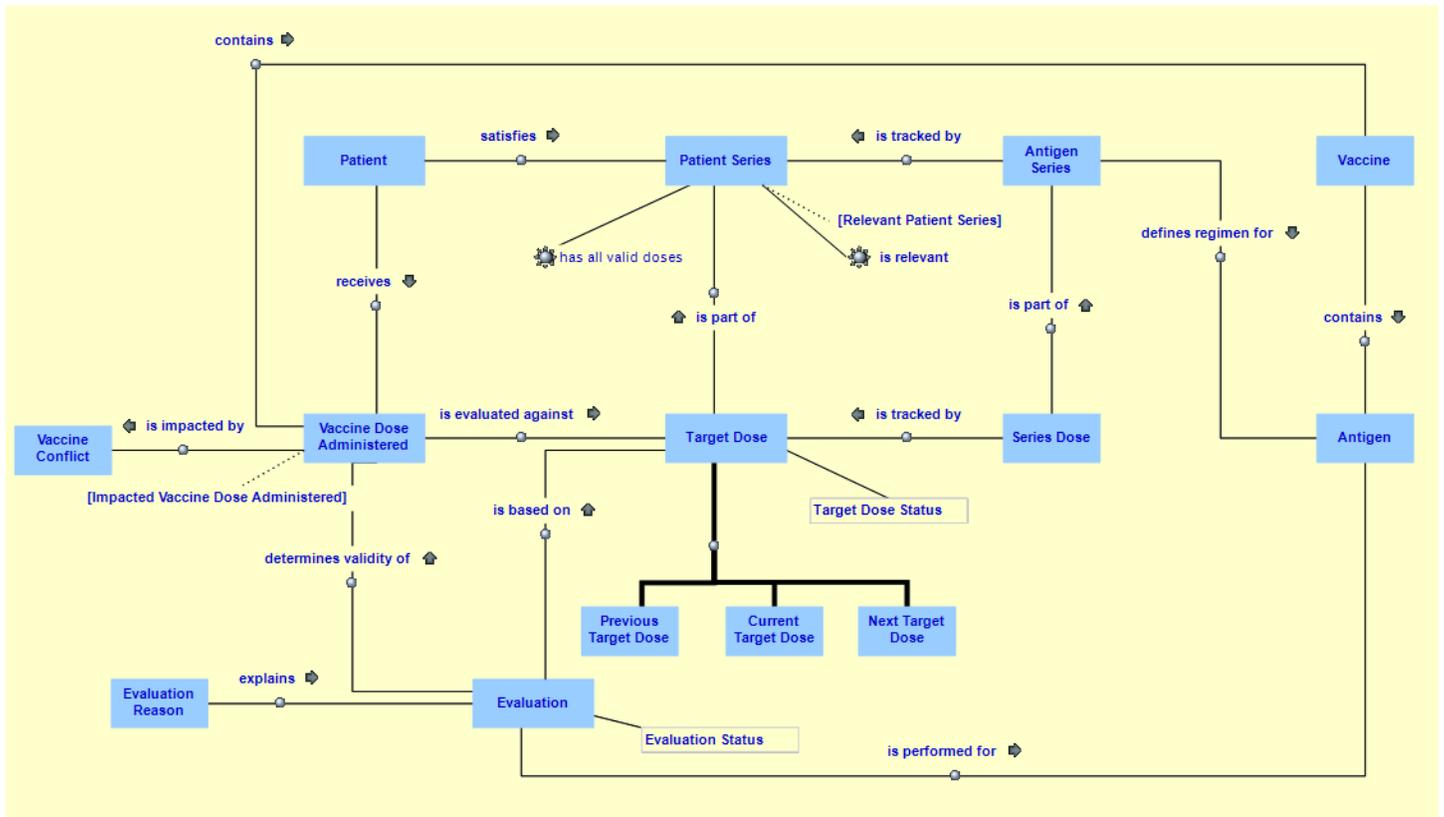 contains
satisfies
is tracked by
Patient
Patient Series
Antigen
Series
Vaccine
[Relevant Patient Series]
defines regimen for
has all valid doses
is relevant
receives
is part of
is part of
contains
is evaluated against
is tracked by
is impacted by
Vaccine
Conflict
Vaccine Dose
Administered
Target Dose
Series Dose
Antigen
[Impacted Vaccine Dose Administered]
is based on
Target Dose Status
determines validity of
Previous
Target Dose
Current
Target Dose
Next Target
Dose
explains
Evaluation
Reason
Evaluation
Evaluation Status
is performed for